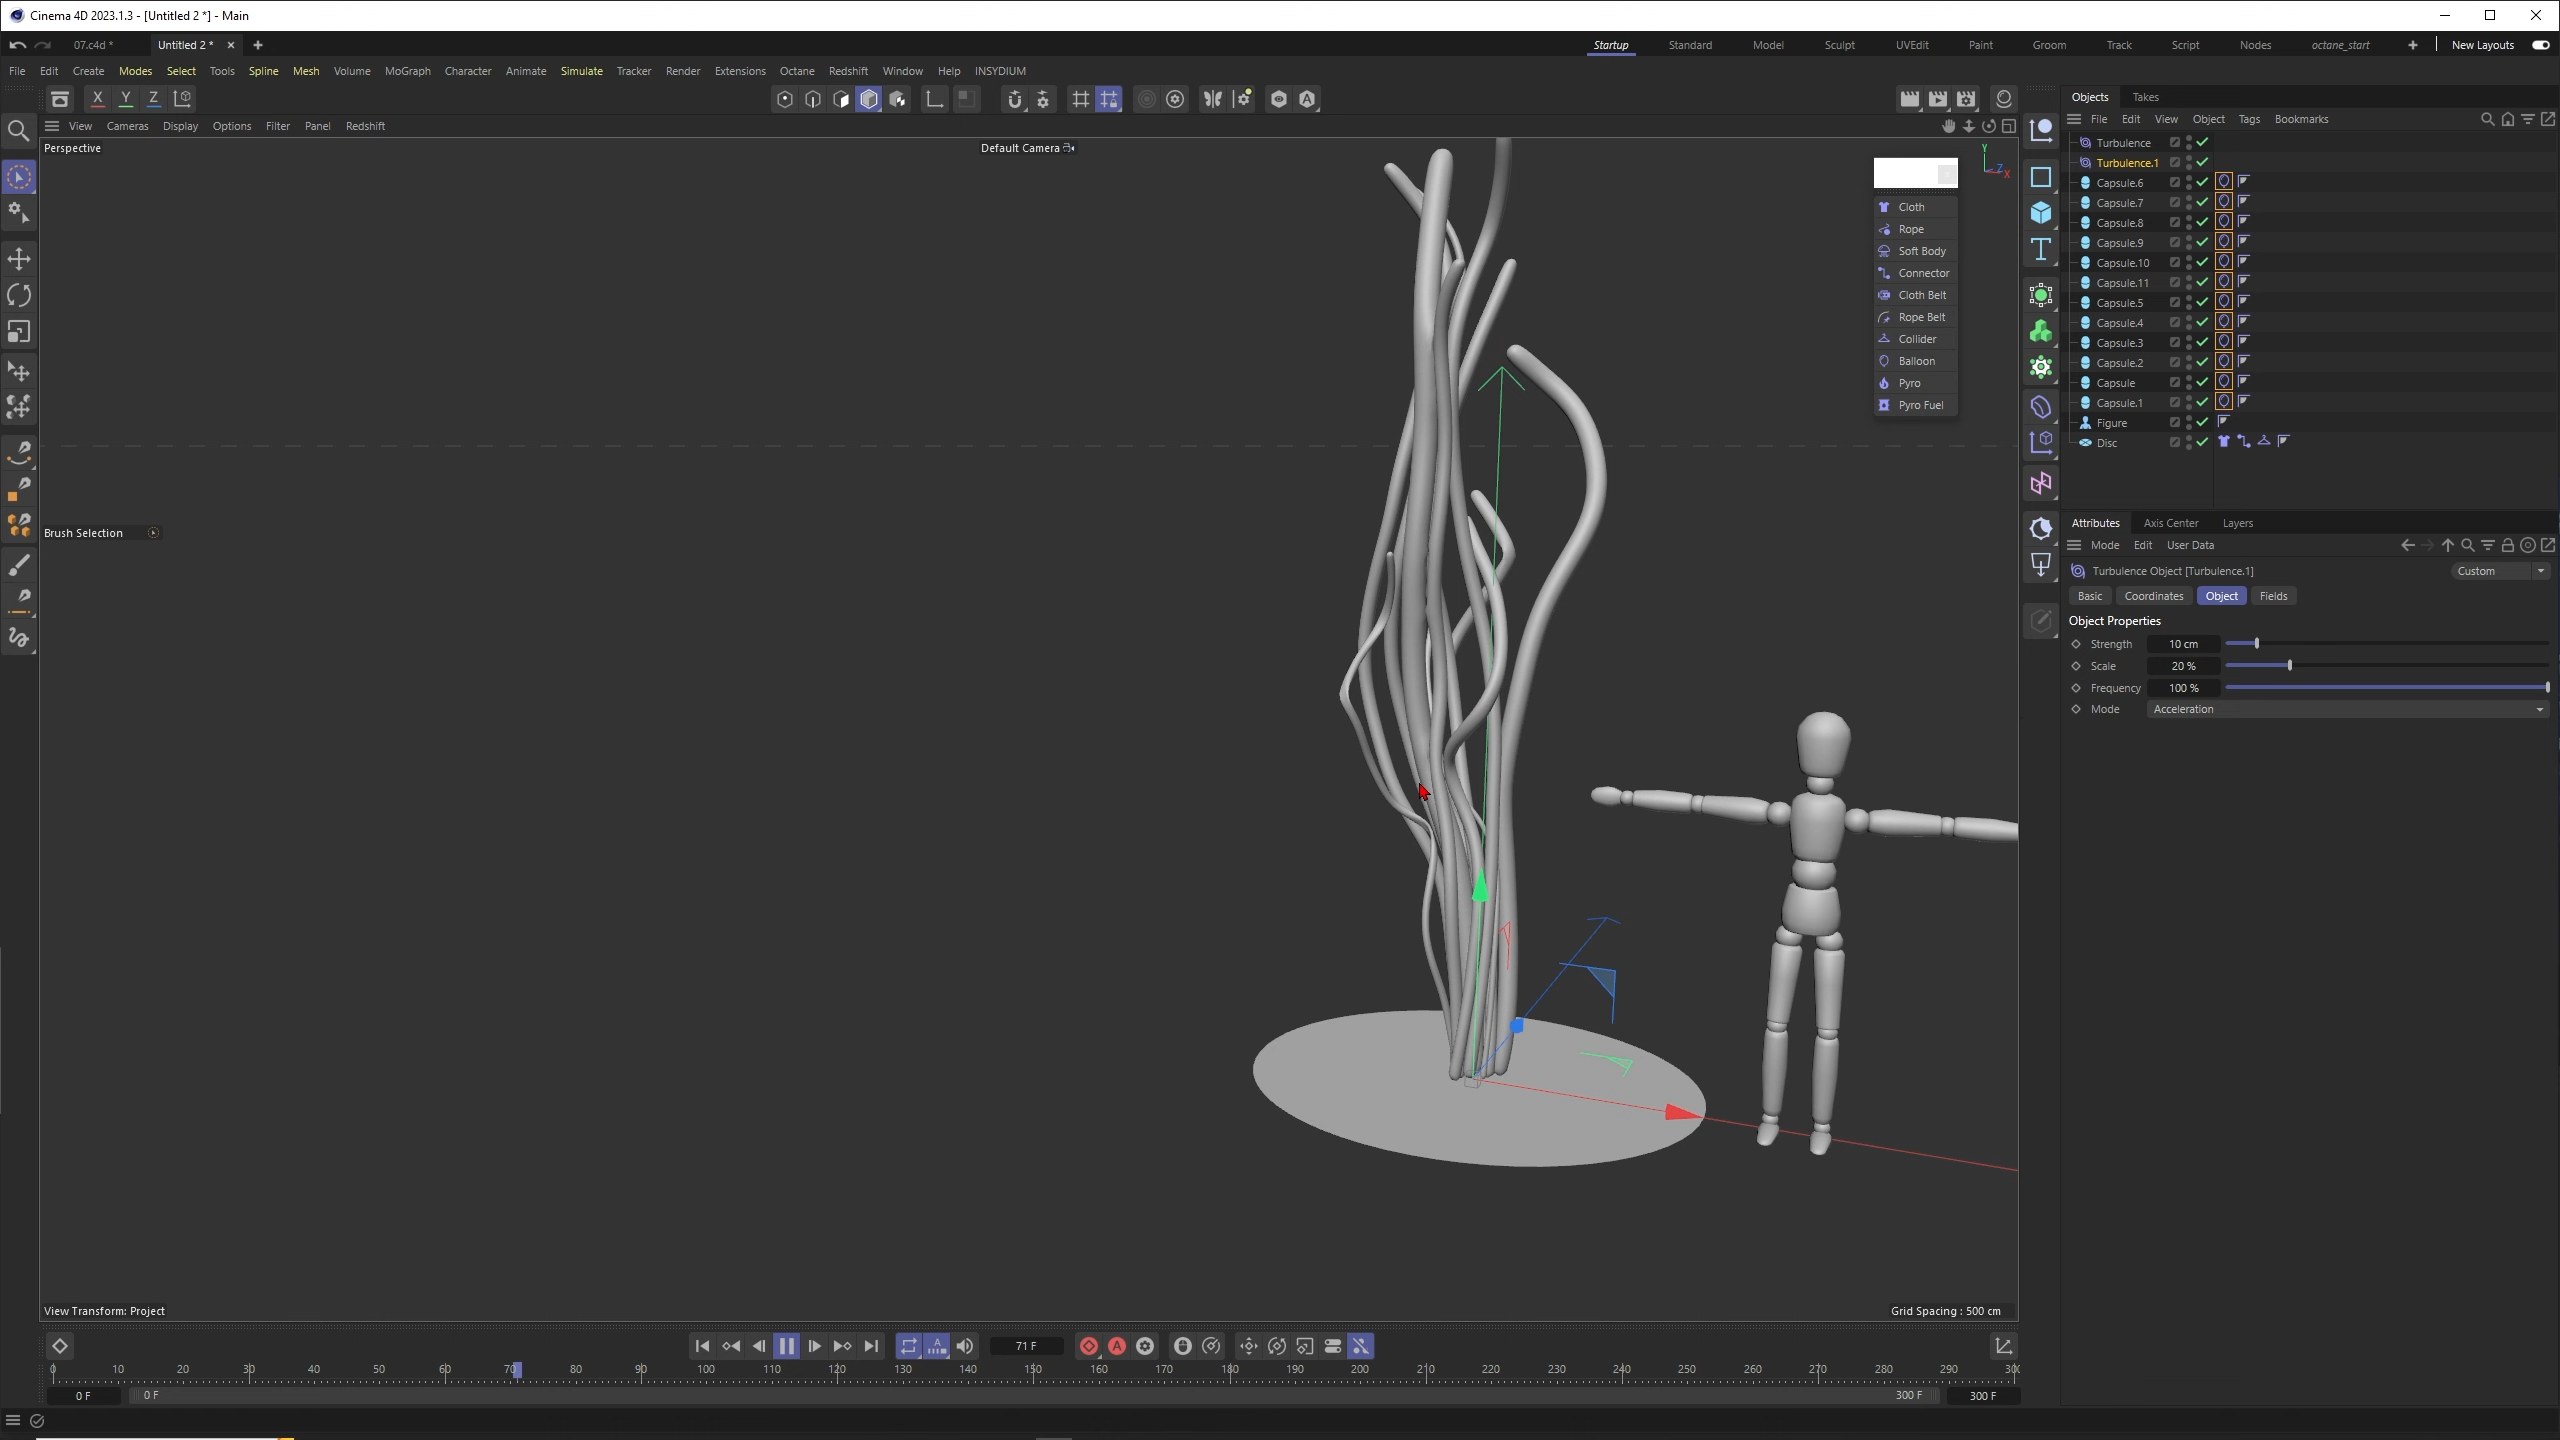 Cinema 4D 2023.1.3 - [Untitled 2 *] - Main
07.c4d * Untitled 2 * Startup Standard Model Sculpt UVEdit Paint Groom Track Script Nodes octane_start New Layouts
File Edit Create Modes Select Tools Spline Mesh Volume MoGraph Character Animate Simulate Tracker Render Extensions Octane Redshift Window Help INSYDIUM
X Y Z
Objects Takes
View Cameras Display Options Filter Panel Redshift
File Edit View Object Tags Bookmarks
Perspective
Default Camera
Y
Z
X
Cloth
Rope
Soft Body
Connector
Cloth Belt
Rope Belt
Collider
Balloon
Pyro
Pyro Fuel
Turbulence
Turbulence.1
Capsule.6
Capsule.7
Capsule.8
Capsule.9
Capsule.10
Capsule.11
Capsule.5
Capsule.4
Capsule.3
Capsule.2
Capsule
Capsule.1
Figure
Disc
Brush Selection
Attributes Axis Center Layers
Mode Edit User Data
Turbulence Object [Turbulence.1] Custom
Basic Coordinates Object Fields
Object Properties
Strength 10 cm
Scale 20 %
Frequency 100 %
Mode Acceleration
View Transform: Project
Grid Spacing : 500 cm
71 F
0 10 20 30 40 50 60 70 80 90 100 110 120 130 140 150 160 170 180 190 200 210 220 230 240 250 260 270 280 290 300
0 F 0 F 300 F 300 F